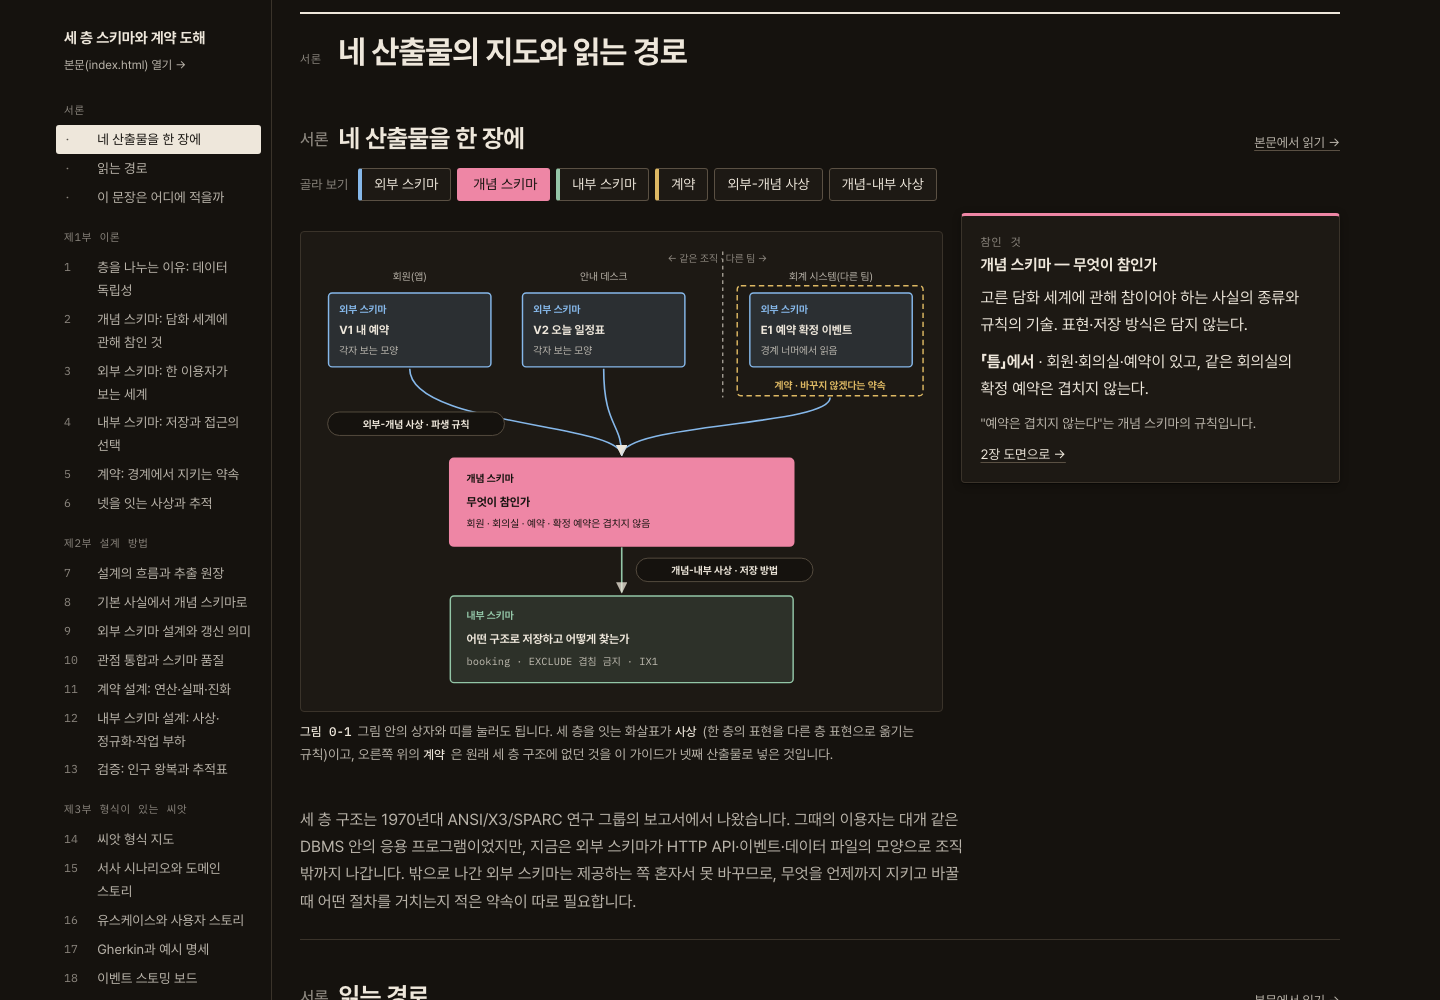 세 층 스키마와 계약 도해
본문(index.html) 열기 →
서론
· 네 산출물을 한 장에
· 읽는 경로
· 이 문장은 어디에 적을까
제1부 이론
1 층을 나누는 이유: 데이터
독립성
2 개념 스키마: 담화 세계에
관해 참인 것
3 외부 스키마: 한 이용자가
보는 세계
4 내부 스키마: 저장과 접근의
선택
5 계약: 경계에서 지키는 약속
6 넷을 잇는 사상과 추적
제2부 설계 방법
7 설계의 흐름과 추출 원장
8 기본 사실에서 개념 스키마로
9 외부 스키마 설계와 갱신 의미
10 관점 통합과 스키마 품질
11 계약 설계: 연산·실패·진화
12 내부 스키마 설계: 사상·
정규화·작업 부하
13 검증: 인구 왕복과 추적표
제3부 형식이 있는 씨앗
14 씨앗 형식 지도
15 서사 시나리오와 도메인
스토리
16 유스케이스와 사용자 스토리
17 Gherkin과 예시 명세
18 이벤트 스토밍 보드
서론 네 산출물의 지도와 읽는 경로
서론 네 산출물을 한 장에
본문에서 읽기 →
골라 보기 외부 스키마 개념 스키마 내부 스키마 계약 외부-개념 사상 개념-내부 사상
← 같은 조직 · 다른 팀 →
회원(앱) 안내 데스크 회계 시스템(다른 팀)
외부 스키마
V1 내 예약
각자 보는 모양
외부 스키마
V2 오늘 일정표
각자 보는 모양
외부 스키마
E1 예약 확정 이벤트
경계 너머에서 읽음
계약 · 바꾸지 않겠다는 약속
외부-개념 사상 · 파생 규칙
개념 스키마
무엇이 참인가
회원 · 회의실 · 예약 · 확정 예약은 겹치지 않음
개념-내부 사상 · 저장 방법
내부 스키마
어떤 구조로 저장하고 어떻게 찾는가
booking · EXCLUDE 겹침 금지 · IX1
참인 것
개념 스키마 — 무엇이 참인가
고른 담화 세계에 관해 참이어야 하는 사실의 종류와
규칙의 기술. 표현·저장 방식은 담지 않는다.
「틈」에서 · 회원·회의실·예약이 있고, 같은 회의실의
확정 예약은 겹치지 않는다.
"예약은 겹치지 않는다"는 개념 스키마의 규칙입니다.
2장 도면으로 →
그림 0-1 그림 안의 상자와 띠를 눌러도 됩니다. 세 층을 잇는 화살표가 사상 (한 층의 표현을 다른 층 표현으로 옮기는
규칙)이고, 오른쪽 위의 계약 은 원래 세 층 구조에 없던 것을 이 가이드가 넷째 산출물로 넣은 것입니다.
세 층 구조는 1970년대 ANSI/X3/SPARC 연구 그룹의 보고서에서 나왔습니다. 그때의 이용자는 대개 같은
DBMS 안의 응용 프로그램이었지만, 지금은 외부 스키마가 HTTP API·이벤트·데이터 파일의 모양으로 조직
밖까지 나갑니다. 밖으로 나간 외부 스키마는 제공하는 쪽 혼자서 못 바꾸므로, 무엇을 언제까지 지키고 바꿀
때 어떤 절차를 거치는지 적은 약속이 따로 필요합니다.
서론 읽는 경로
본문에서 읽기 →